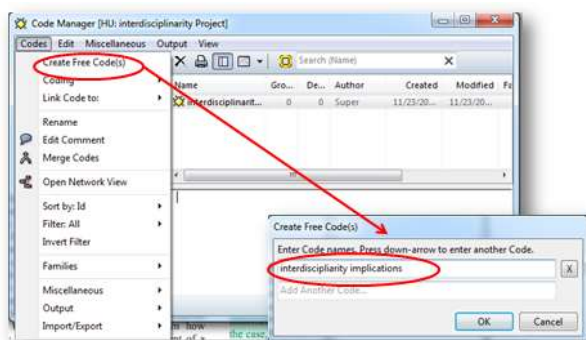 Code Manager [HU: interdisciplinarity Project]
Codes Edit Miscellaneous Output View
Create Free Code(s)
Search (Name)
Coding
Name Gro... De... Author Created Modified Fa
Link Code to:
interdisciplinarit... 0 0 Super 11/23/20... 11/23/20...
Rename
Edit Comment
Merge Codes
Open Network View
Sort by: Id
Filter: All
Invert Filter
Families
Miscellaneous
Output
Import/Export
Create Free Code(s)
Enter Code names. Press down-arrow to enter another Code.
interdiscipliarity implications
X
Add Another Code...
OK Cancel
how
the case,